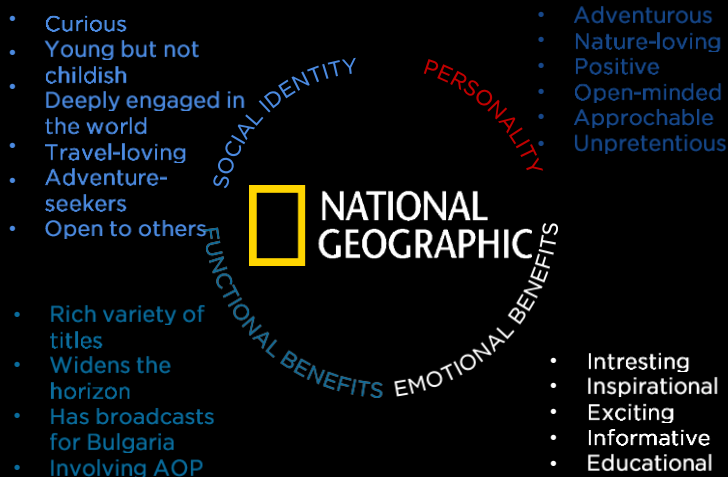 Curious
Young but not
childish
Deeply engaged in
the world
Travel-loving
Adventure-
seekers
Open to others
Adventurous
Nature-loving
Positive
Open-minded
Approchable
Unpretentious
SOCIAL IDENTITY
PERSONALITY
NATIONAL
GEOGRAPHIC
FUNCTIONAL BENEFITS
EMOTIONAL BENEFITS
Rich variety of
titles
Widens the
horizon
Has broadcasts
for Bulgaria
Involving AOP
Intresting
Inspirational
Exciting
Informative
Educational